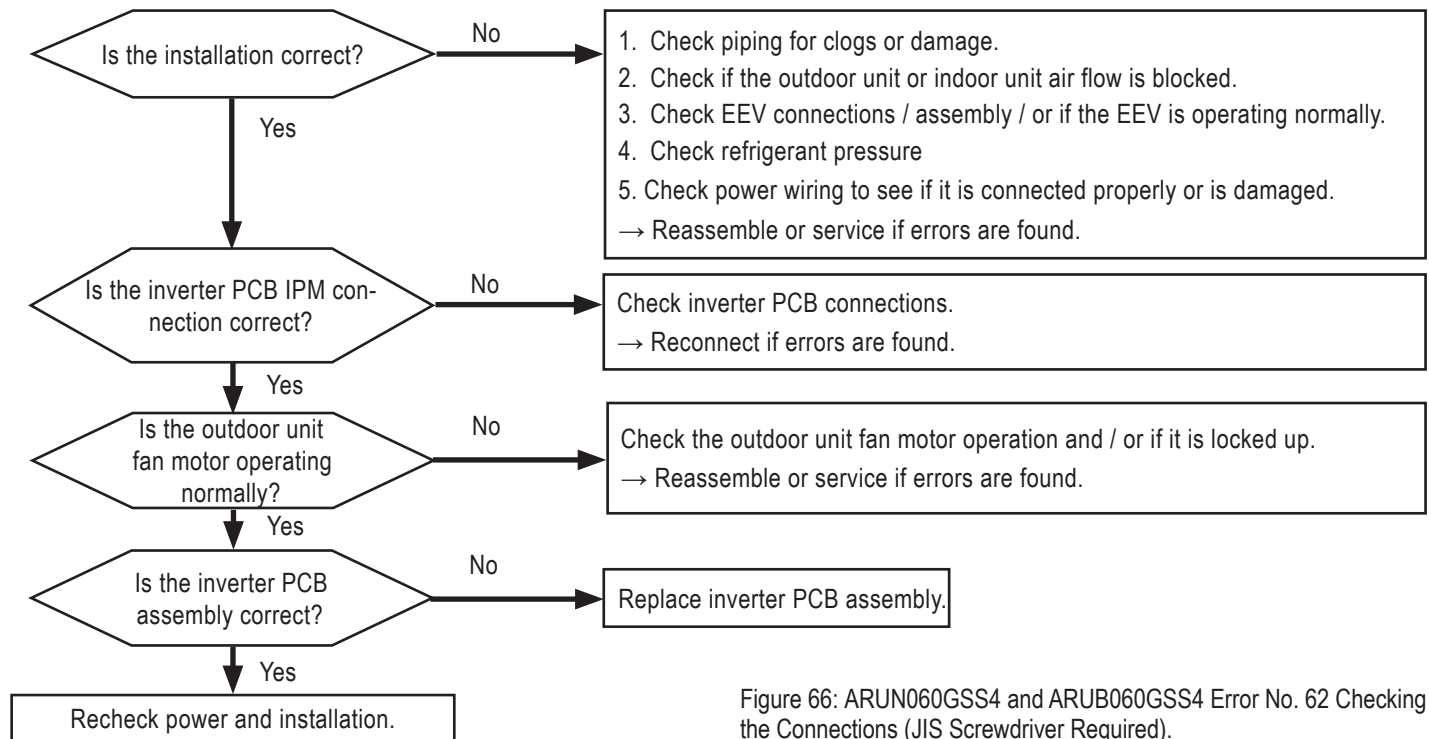 Is the installation correct?
No
1. Check piping for clogs or damage.
2. Check if the outdoor unit or indoor unit air flow is blocked.
3. Check EEV connections / assembly / or if the EEV is operating normally.
4. Check refrigerant pressure
5. Check power wiring to see if it is connected properly or is damaged.
→ Reassemble or service if errors are found.
Yes
Is the inverter PCB IPM con-
nection correct?
No
Check inverter PCB connections.
→ Reconnect if errors are found.
Yes
Is the outdoor unit
fan motor operating
normally?
No
Check the outdoor unit fan motor operation and / or if it is locked up.
→ Reassemble or service if errors are found.
Yes
Is the inverter PCB
assembly correct?
No
Replace inverter PCB assembly.
Yes
Recheck power and installation.
Figure 66: ARUN060GSS4 and ARUB060GSS4 Error No. 62 Checking
the Connections (JIS Screwdriver Required).